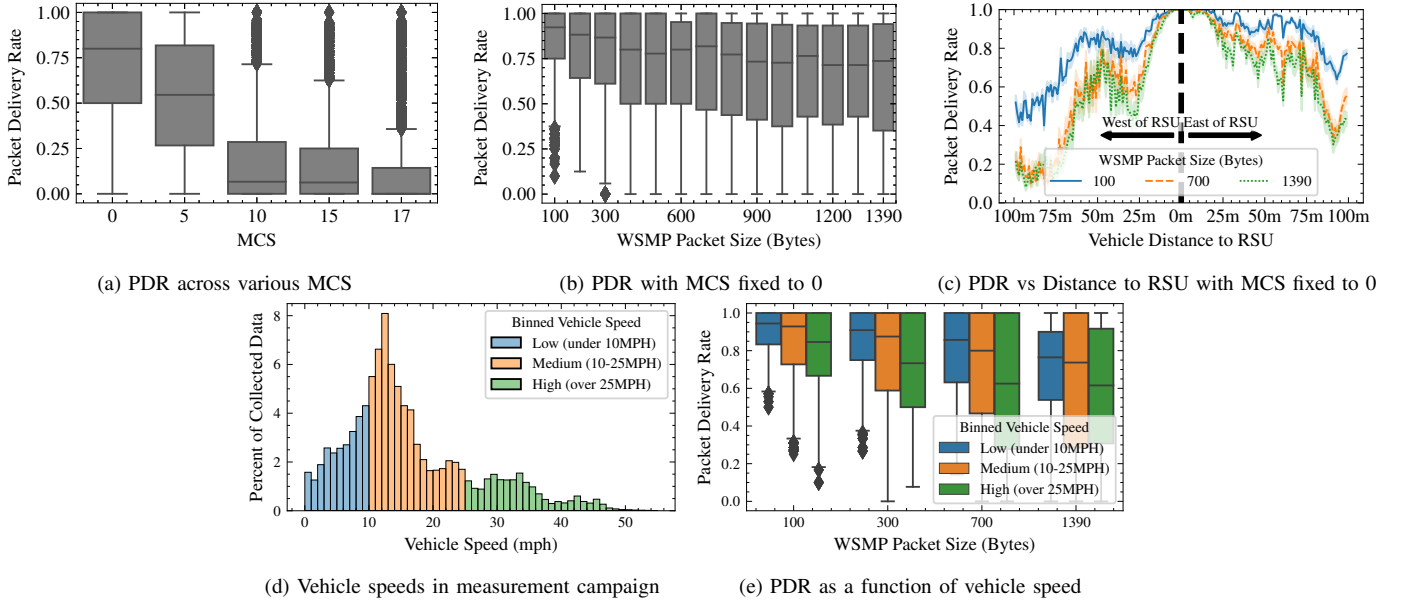 Packet Delivery Rate
1.00
0.75
0.50
0.25
0.00
0 5 10 15 17
MCS
(a) PDR across various MCS
Packet Delivery Rate
1.00
0.75
0.50
0.25
0.00
100 300 600 900 1200 1390
WSMP Packet Size (Bytes)
(b) PDR with MCS fixed to 0
Packet Delivery Rate
1.0
0.8
0.6
0.4
0.2
0.0
West of RSU East of RSU
WSMP Packet Size (Bytes)
100 700 1390
100m 75m 50m 25m 0m 25m 50m 75m 100m
Vehicle Distance to RSU
(c) PDR vs Distance to RSU with MCS fixed to 0
Percent of Collected Data
8
6
4
2
0
Binned Vehicle Speed
Low (under 10MPH)
Medium (10-25MPH)
High (over 25MPH)
0 10 20 30 40 50
Vehicle Speed (mph)
(d) Vehicle speeds in measurement campaign
Packet Delivery Rate
1.0
0.8
0.6
0.4
0.2
0.0
Binned Vehicle Speed
Low (under 10MPH)
Medium (10-25MPH)
High (over 25MPH)
100 300 700 1390
WSMP Packet Size (Bytes)
(e) PDR as a function of vehicle speed